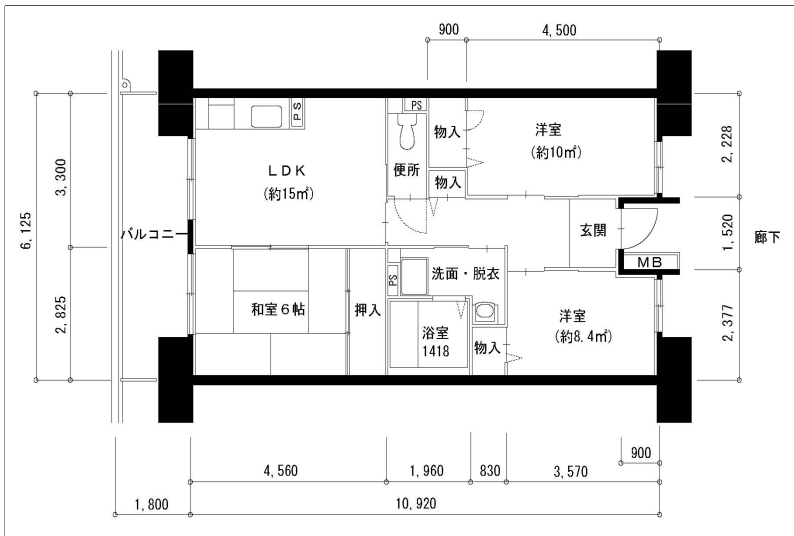 900
4,500
PS
PS
物入
洋室
(約10㎡)
2,228
LDK
(約15㎡)
便所
物入
3,300
6,125
バルコニー
玄関
1,520
廊下
MB
洗面・脱衣
PS
和室6帖
押入
洋室
(約8.4㎡)
浴室
1418
物入
2,825
2,377
900
4,560
1,960
830
3,570
1,800
10,920